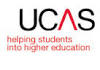 UCAS
helping students
into higher education